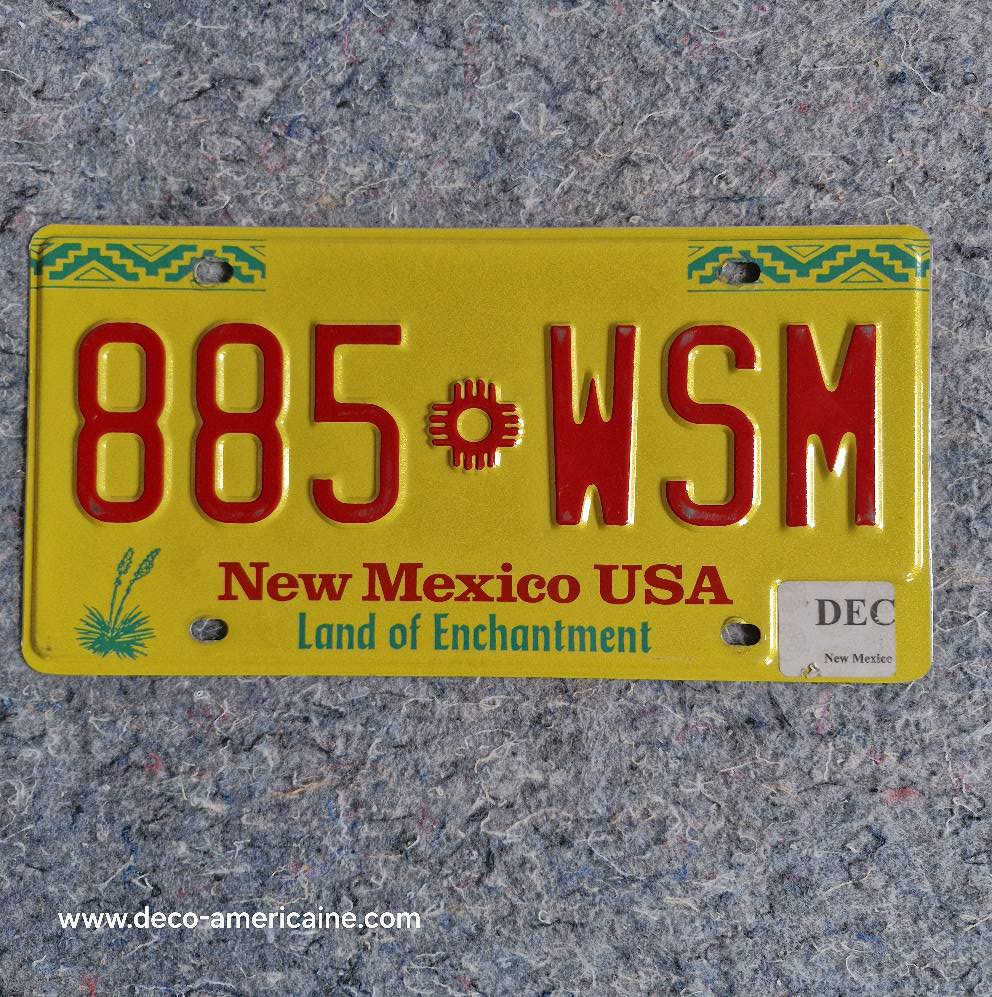 885 WSM
New Mexico USA
Land of Enchantment
DEC
New Mexico
www.deco-americaine.com